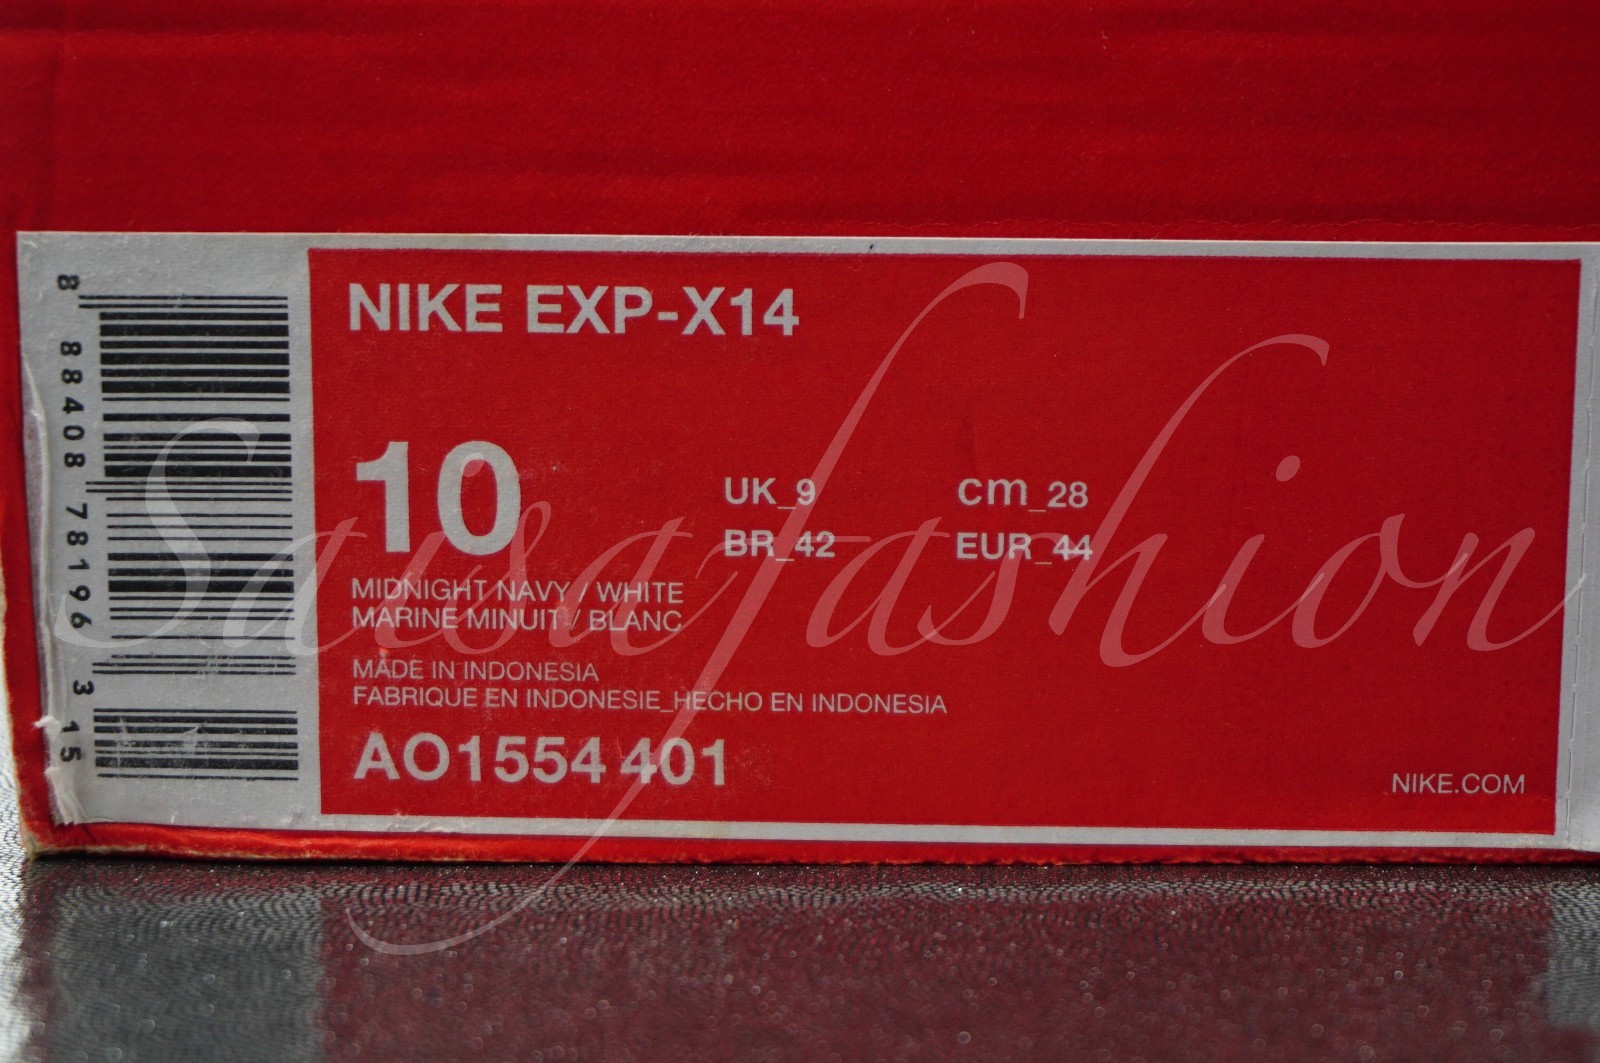 8 88408 78196 3 15
NIKE EXP-X14
10
UK_9 cm_28
BR_42 EUR_44
MIDNIGHT NAVY / WHITE
MARINE MINUIT / BLANC
MADE IN INDONESIA
FABRIQUE EN INDONESIE_HECHO EN INDONESIA
AO1554 401
NIKE.COM
Sausafashion